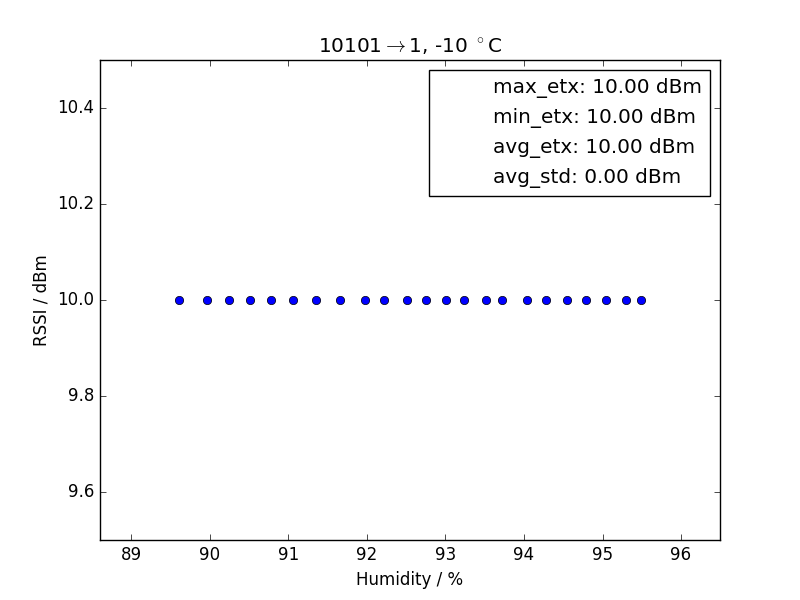 10101→1, -10 °C
max_etx: 10.00 dBm
min_etx: 10.00 dBm
avg_etx: 10.00 dBm
avg_std: 0.00 dBm
RSSI / dBm
10.4
10.2
10.0
9.8
9.6
89 90 91 92 93 94 95 96
Humidity / %